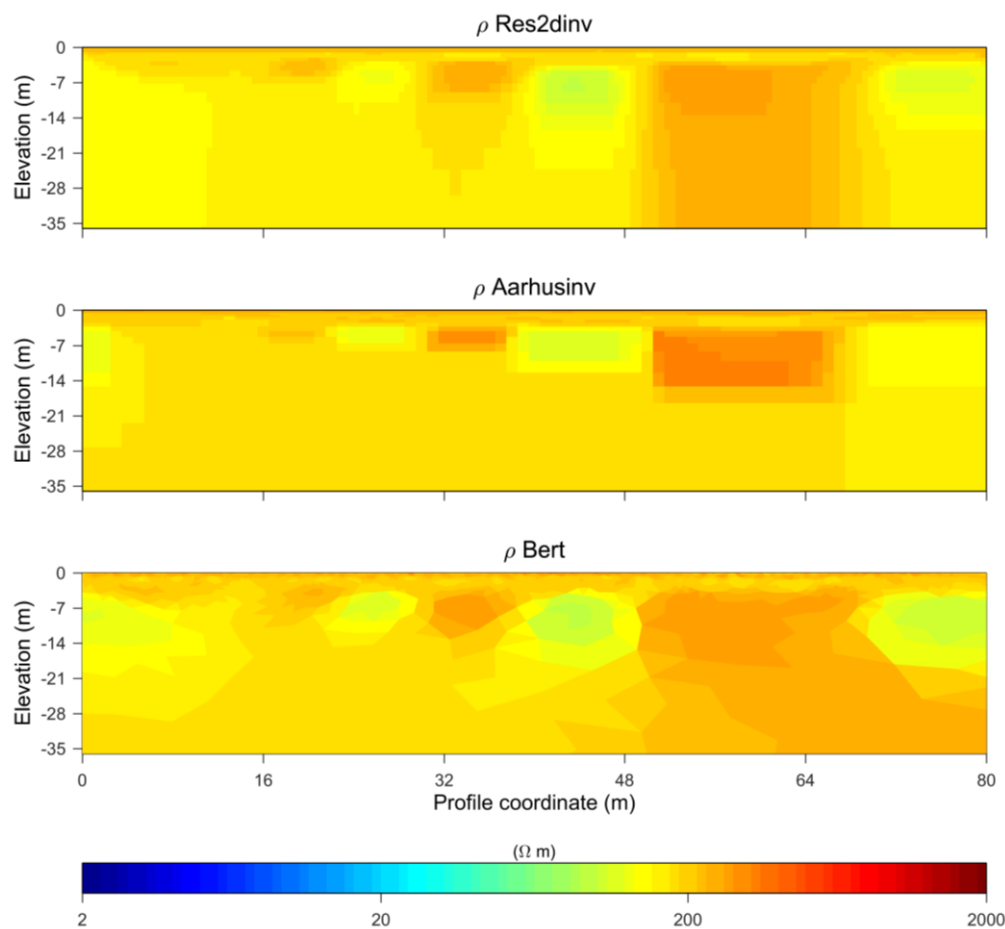 ρ Res2dinv
0
-7
-14
-21
-28
-35
Elevation (m)
ρ Aarhusinv
0
-7
-14
-21
-28
-35
Elevation (m)
ρ Bert
0
-7
-14
-21
-28
-35
Elevation (m)
0 16 32 48 64 80
Profile coordinate (m)
(Ω m)
2 20 200 2000